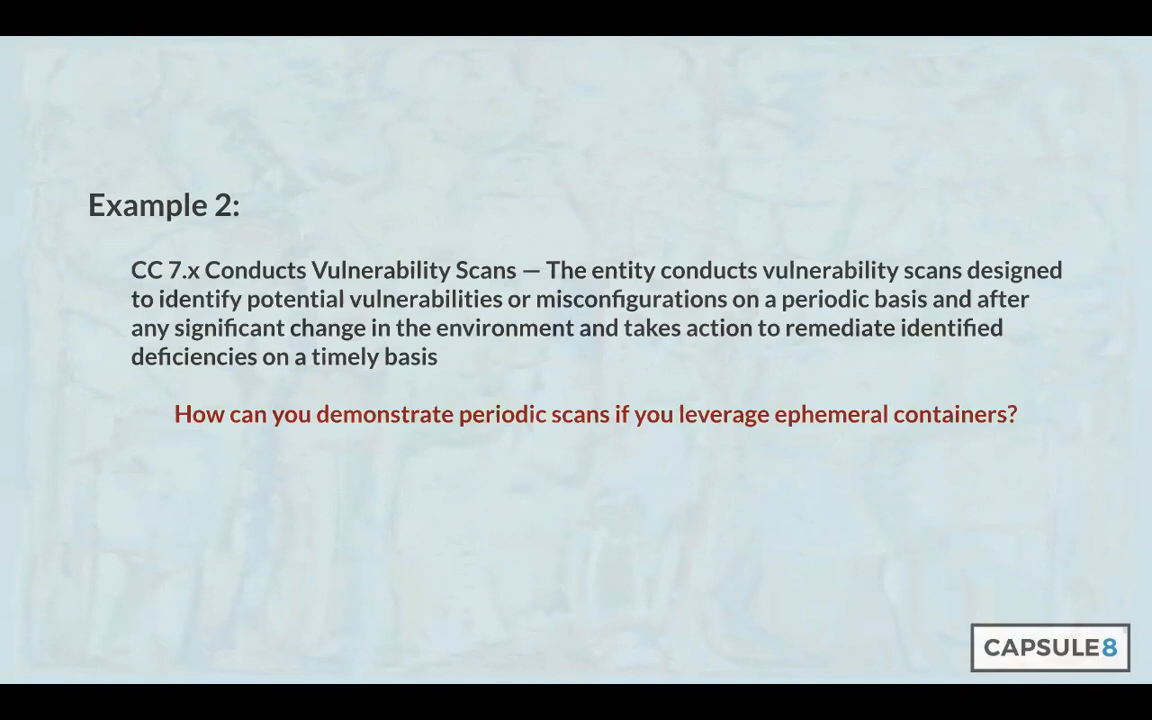 Example 2:
CC 7.x Conducts Vulnerability Scans — The entity conducts vulnerability scans designed
to identify potential vulnerabilities or misconfigurations on a periodic basis and after
any significant change in the environment and takes action to remediate identified
deficiencies on a timely basis
How can you demonstrate periodic scans if you leverage ephemeral containers?
CAPSULE8